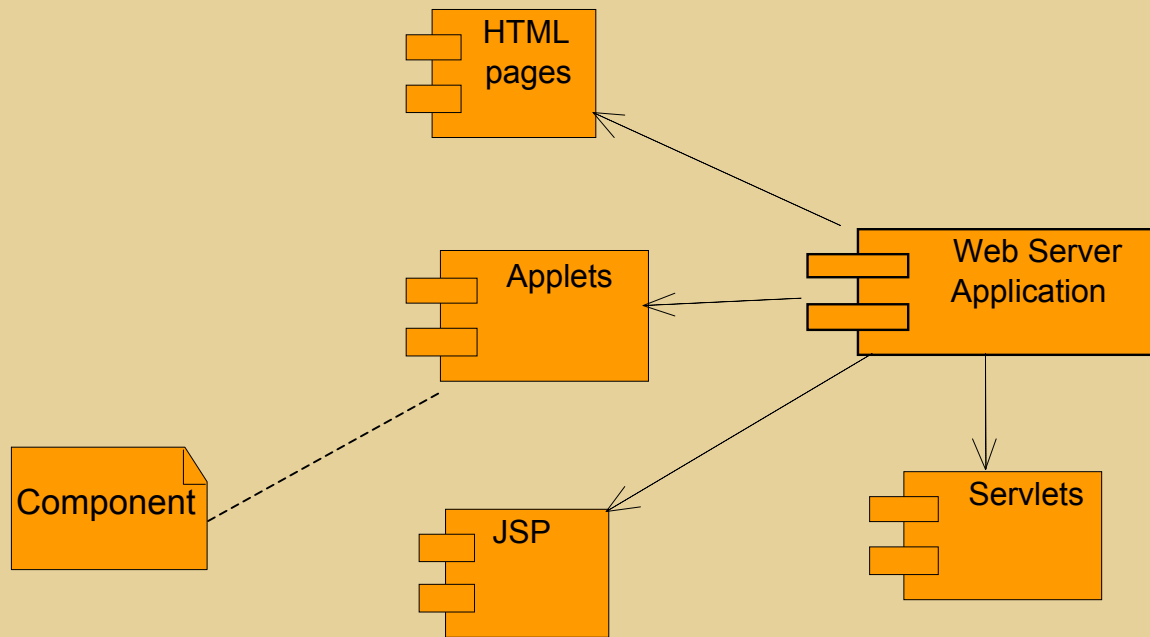 HTML
pages
Web Server
Application
Applets
Component
Servlets
JSP